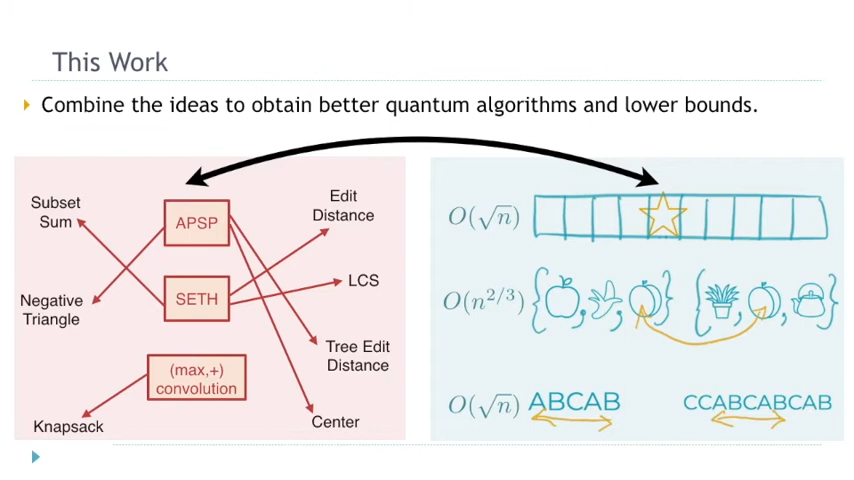 This Work
Combine the ideas to obtain better quantum algorithms and lower bounds.
Subset
Sum
APSP
Edit
Distance
SETH
LCS
Negative
Triangle
Tree Edit
Distance
(max,+)
convolution
Knapsack
Center
O(√n)
O(n^{2/3}) { , , } { , , }
O(√n) ABCAB CCABCABCAB